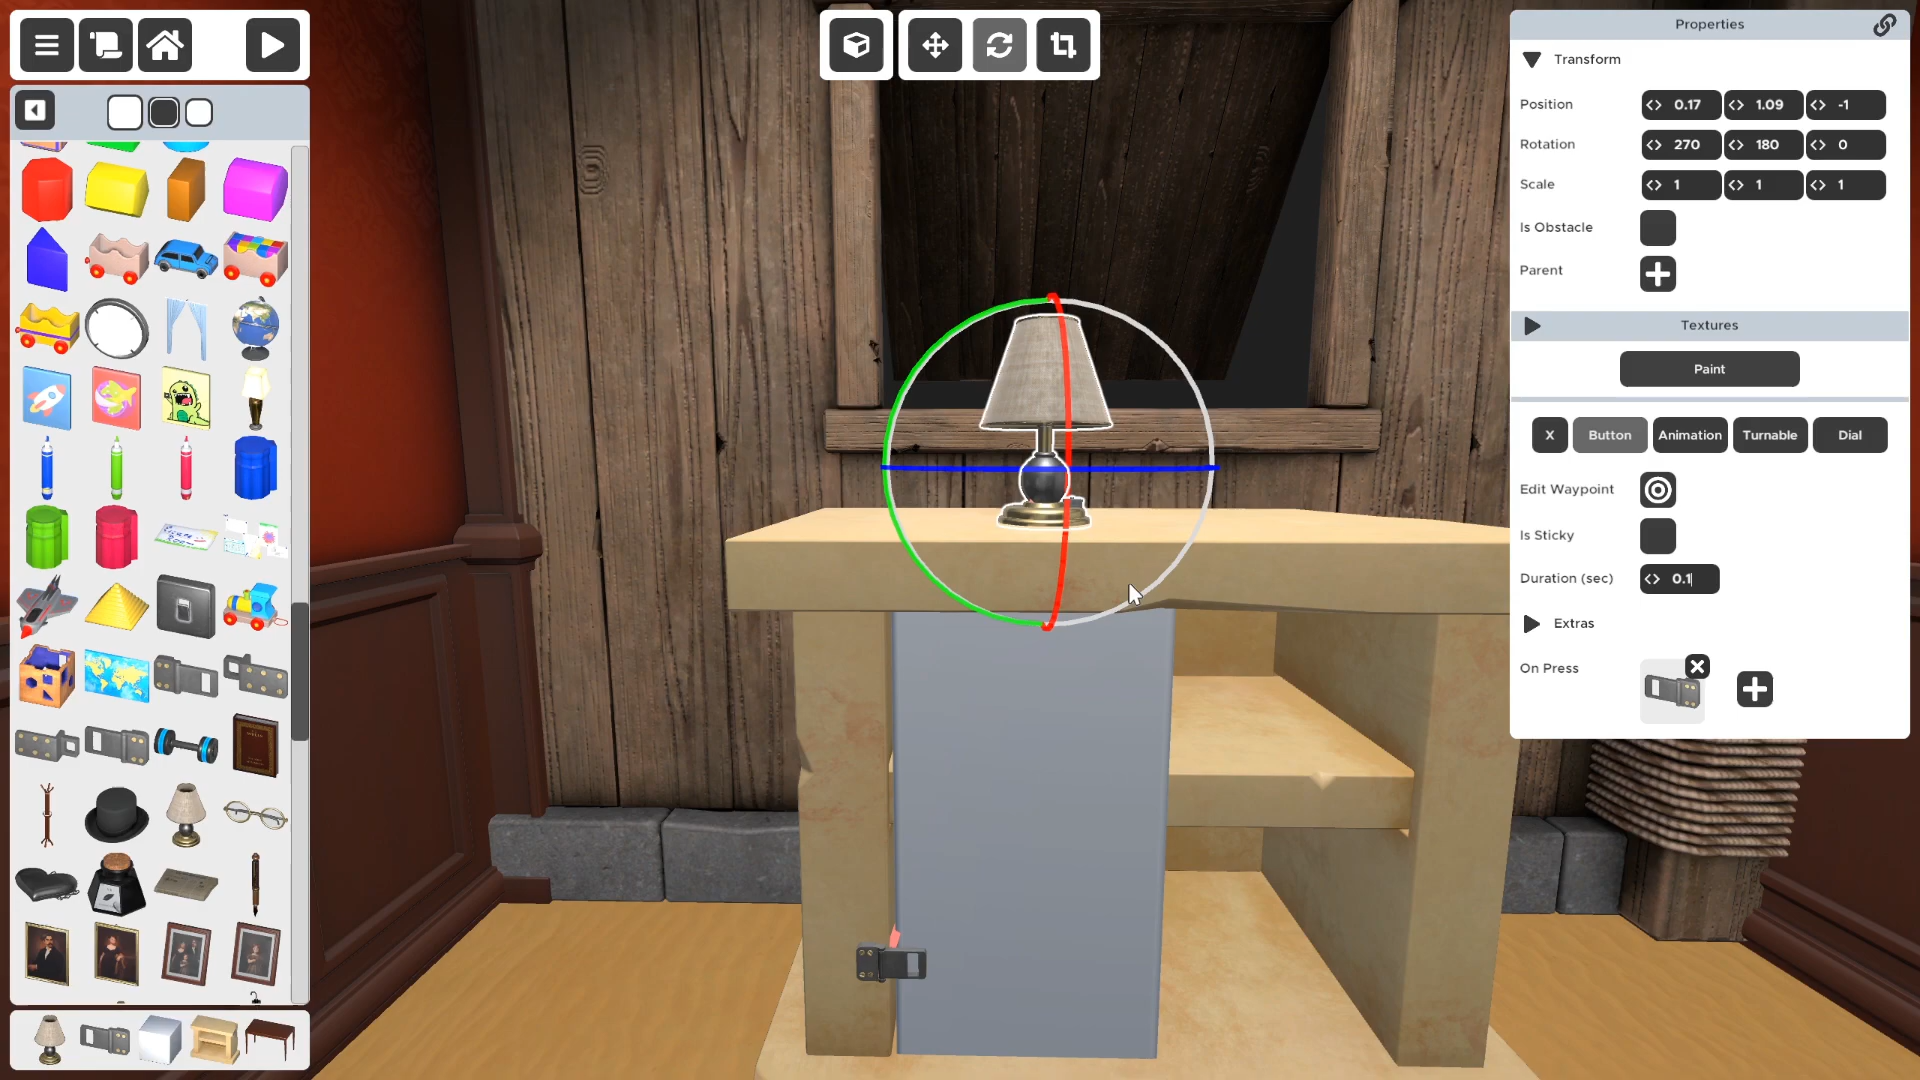 Properties
Transform
Position 0.17 1.09 -1
Rotation 270 180 0
Scale 1 1 1
Is Obstacle
Parent
Textures
Paint
X Button Animation Turnable Dial
Edit Waypoint
Is Sticky
Duration (sec) 0.1
Extras
On Press